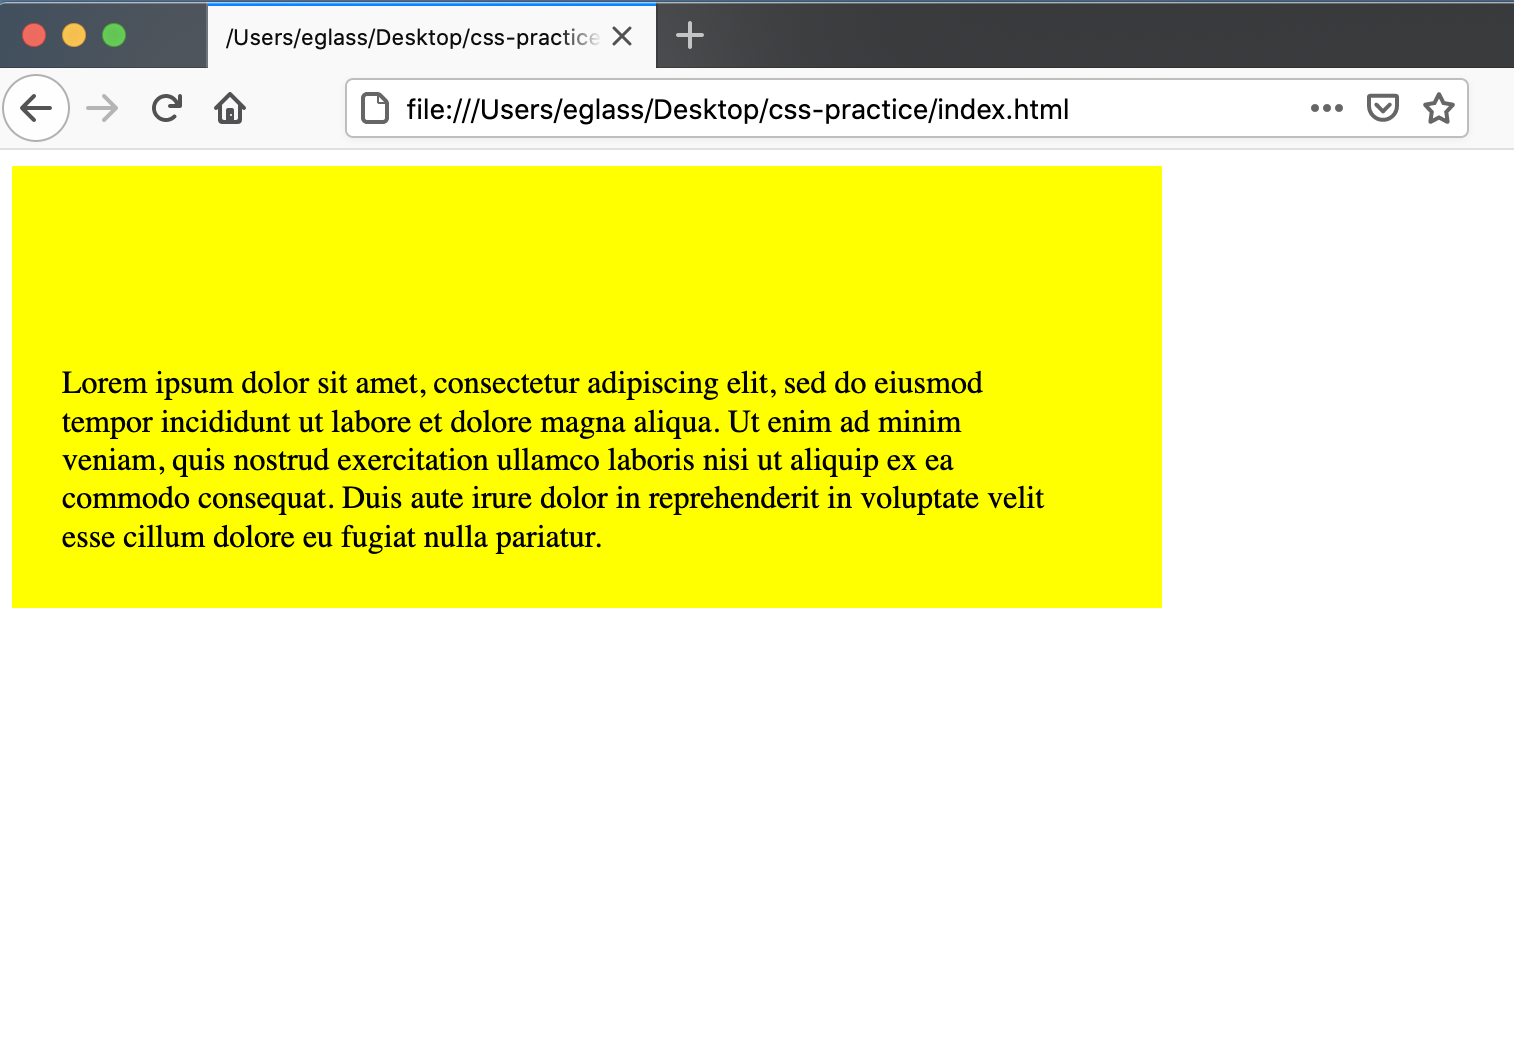 /Users/eglass/Desktop/css-practice
file:///Users/eglass/Desktop/css-practice/index.html
Lorem ipsum dolor sit amet, consectetur adipiscing elit, sed do eiusmod
tempor incididunt ut labore et dolore magna aliqua. Ut enim ad minim
veniam, quis nostrud exercitation ullamco laboris nisi ut aliquip ex ea
commodo consequat. Duis aute irure dolor in reprehenderit in voluptate velit
esse cillum dolore eu fugiat nulla pariatur.